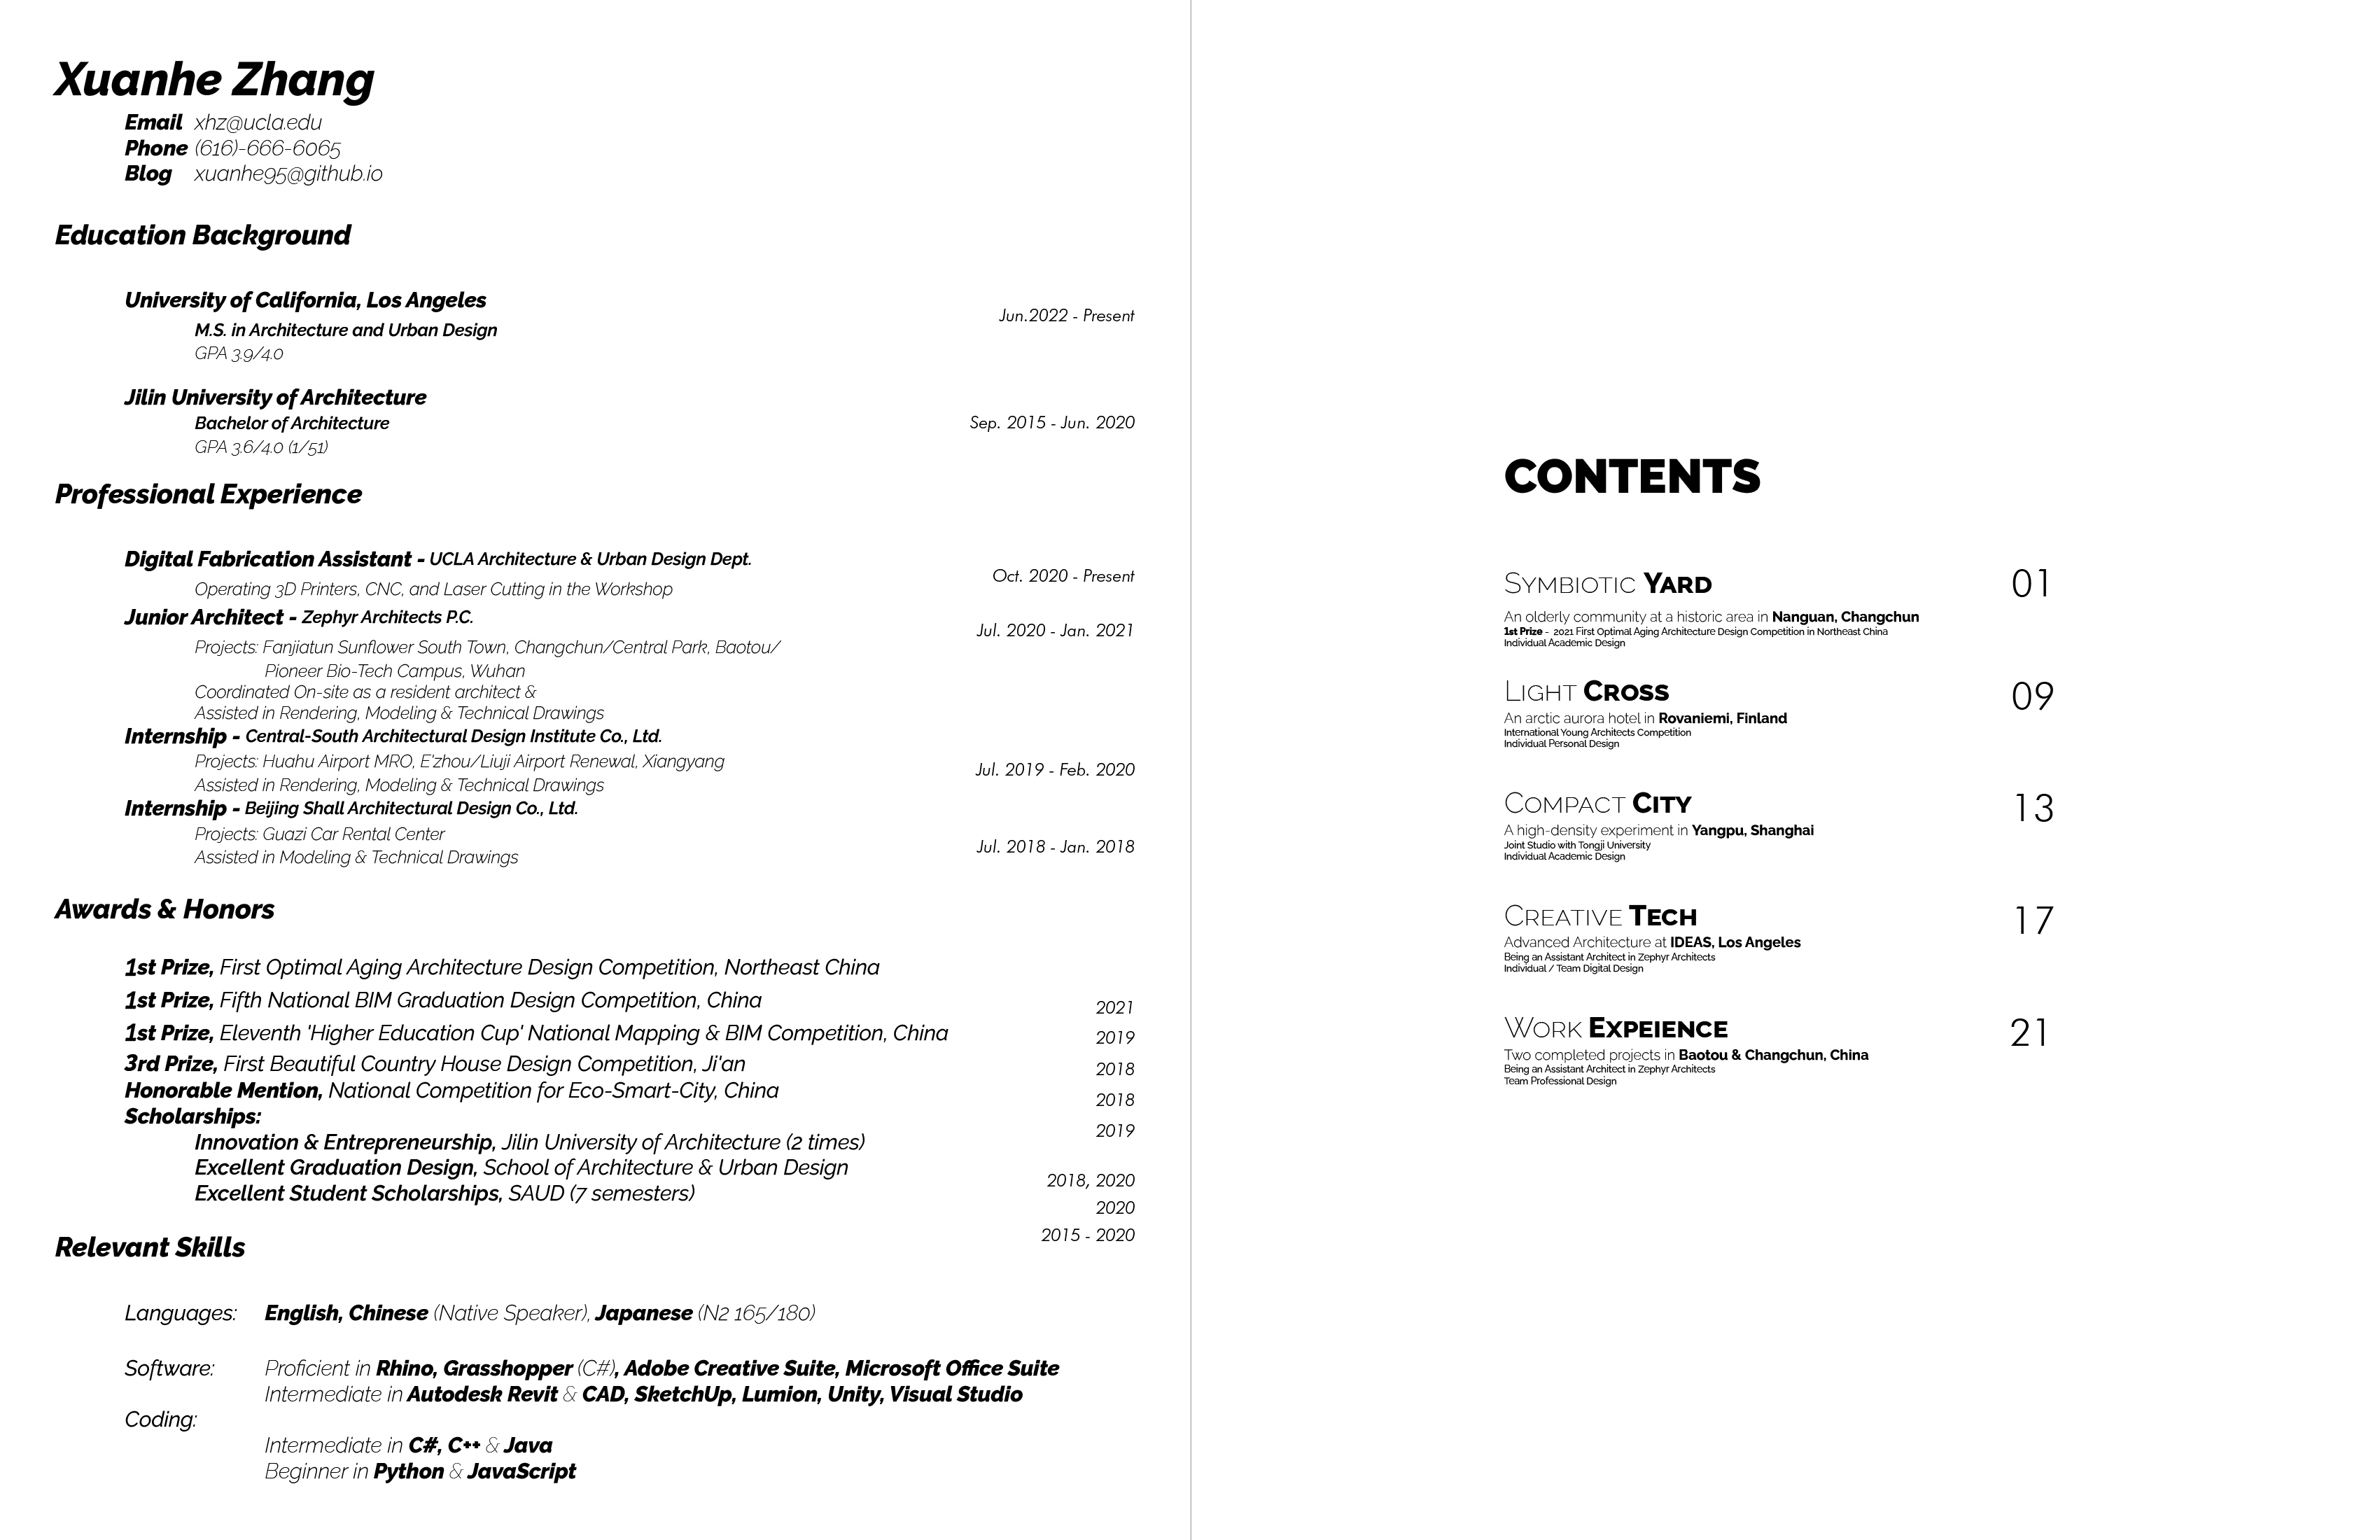 Xuanhe Zhang
Email xhz@ucla.edu
Phone (616)-666-6065
Blog xuanhe95@github.io
Education Background
University of California, Los Angeles
Jun.2022 - Present
M.S. in Architecture and Urban Design
GPA 3.9/4.0
Jilin University of Architecture
Bachelor of Architecture
Sep. 2015 - Jun. 2020
GPA 3.6/4.0 (1/51)
Professional Experience
Digital Fabrication Assistant - UCLA Architecture & Urban Design Dept.
Oct. 2020 - Present
Operating 3D Printers, CNC, and Laser Cutting in the Workshop
Junior Architect - Zephyr Architects P.C.
Jul. 2020 - Jan. 2021
Projects: Fanjiatun Sunflower South Town, Changchun/Central Park, Baotou/
Pioneer Bio-Tech Campus, Wuhan
Coordinated On-site as a resident architect &
Assisted in Rendering, Modeling & Technical Drawings
Internship - Central-South Architectural Design Institute Co., Ltd.
Projects: Huahu Airport MRO, E'zhou/Liuji Airport Renewal, Xiangyang
Jul. 2019 - Feb. 2020
Assisted in Rendering, Modeling & Technical Drawings
Internship - Beijing Shall Architectural Design Co., Ltd.
Projects: Guazi Car Rental Center
Jul. 2018 - Jan. 2018
Assisted in Modeling & Technical Drawings
Awards & Honors
1st Prize, First Optimal Aging Architecture Design Competition, Northeast China
1st Prize, Fifth National BIM Graduation Design Competition, China
2021
1st Prize, Eleventh 'Higher Education Cup' National Mapping & BIM Competition, China
2019
3rd Prize, First Beautiful Country House Design Competition, Ji'an
2018
Honorable Mention, National Competition for Eco-Smart-City, China
2018
Scholarships:
2019
Innovation & Entrepreneurship, Jilin University of Architecture (2 times)
Excellent Graduation Design, School of Architecture & Urban Design
2018, 2020
Excellent Student Scholarships, SAUD (7 semesters)
2020
2015 - 2020
Relevant Skills
Languages: English, Chinese (Native Speaker), Japanese (N2 165/180)
Software: Proficient in Rhino, Grasshopper (C#), Adobe Creative Suite, Microsoft Office Suite
Intermediate in Autodesk Revit & CAD, SketchUp, Lumion, Unity, Visual Studio
Coding:
Intermediate in C#, C++ & Java
Beginner in Python & JavaScript
CONTENTS
SYMBIOTIC YARD 01
An olderly community at a historic area in Nanguan, Changchun
1st Prize - 2021 First Optimal Aging Architecture Design Competition in Northeast China
Individual Academic Design
LIGHT CROSS 09
An arctic aurora hotel in Rovaniemi, Finland
International Young Architects Competition
Individual Personal Design
COMPACT CITY 13
A high-density experiment in Yangpu, Shanghai
Joint Studio with Tongji University
Individual Academic Design
CREATIVE TECH 17
Advanced Architecture at IDEAS, Los Angeles
Being an Assistant Architect in Zephyr Architects
Individual / Team Digital Design
WORK EXPEIENCE 21
Two completed projects in Baotou & Changchun, China
Being an Assistant Architect in Zephyr Architects
Team Professional Design